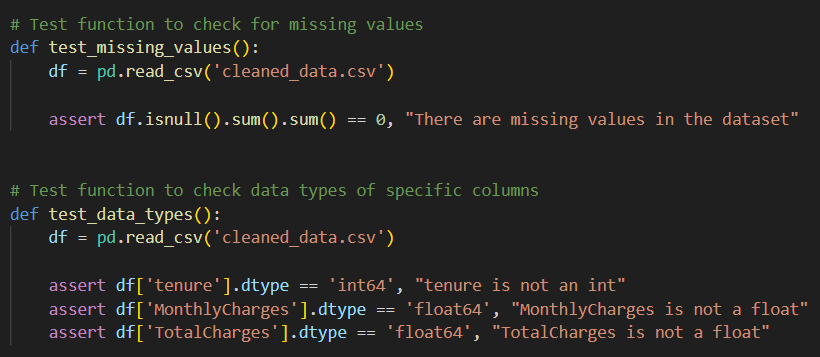 # Test function to check for missing values
def test_missing_values():
    df = pd.read_csv('cleaned_data.csv')
    assert df.isnull().sum().sum() == 0, "There are missing values in the dataset"
# Test function to check data types of specific columns
def test_data_types():
    df = pd.read_csv('cleaned_data.csv')
    assert df['tenure'].dtype == 'int64', "tenure is not an int"
    assert df['MonthlyCharges'].dtype == 'float64', "MonthlyCharges is not a float"
    assert df['TotalCharges'].dtype == 'float64', "TotalCharges is not a float"